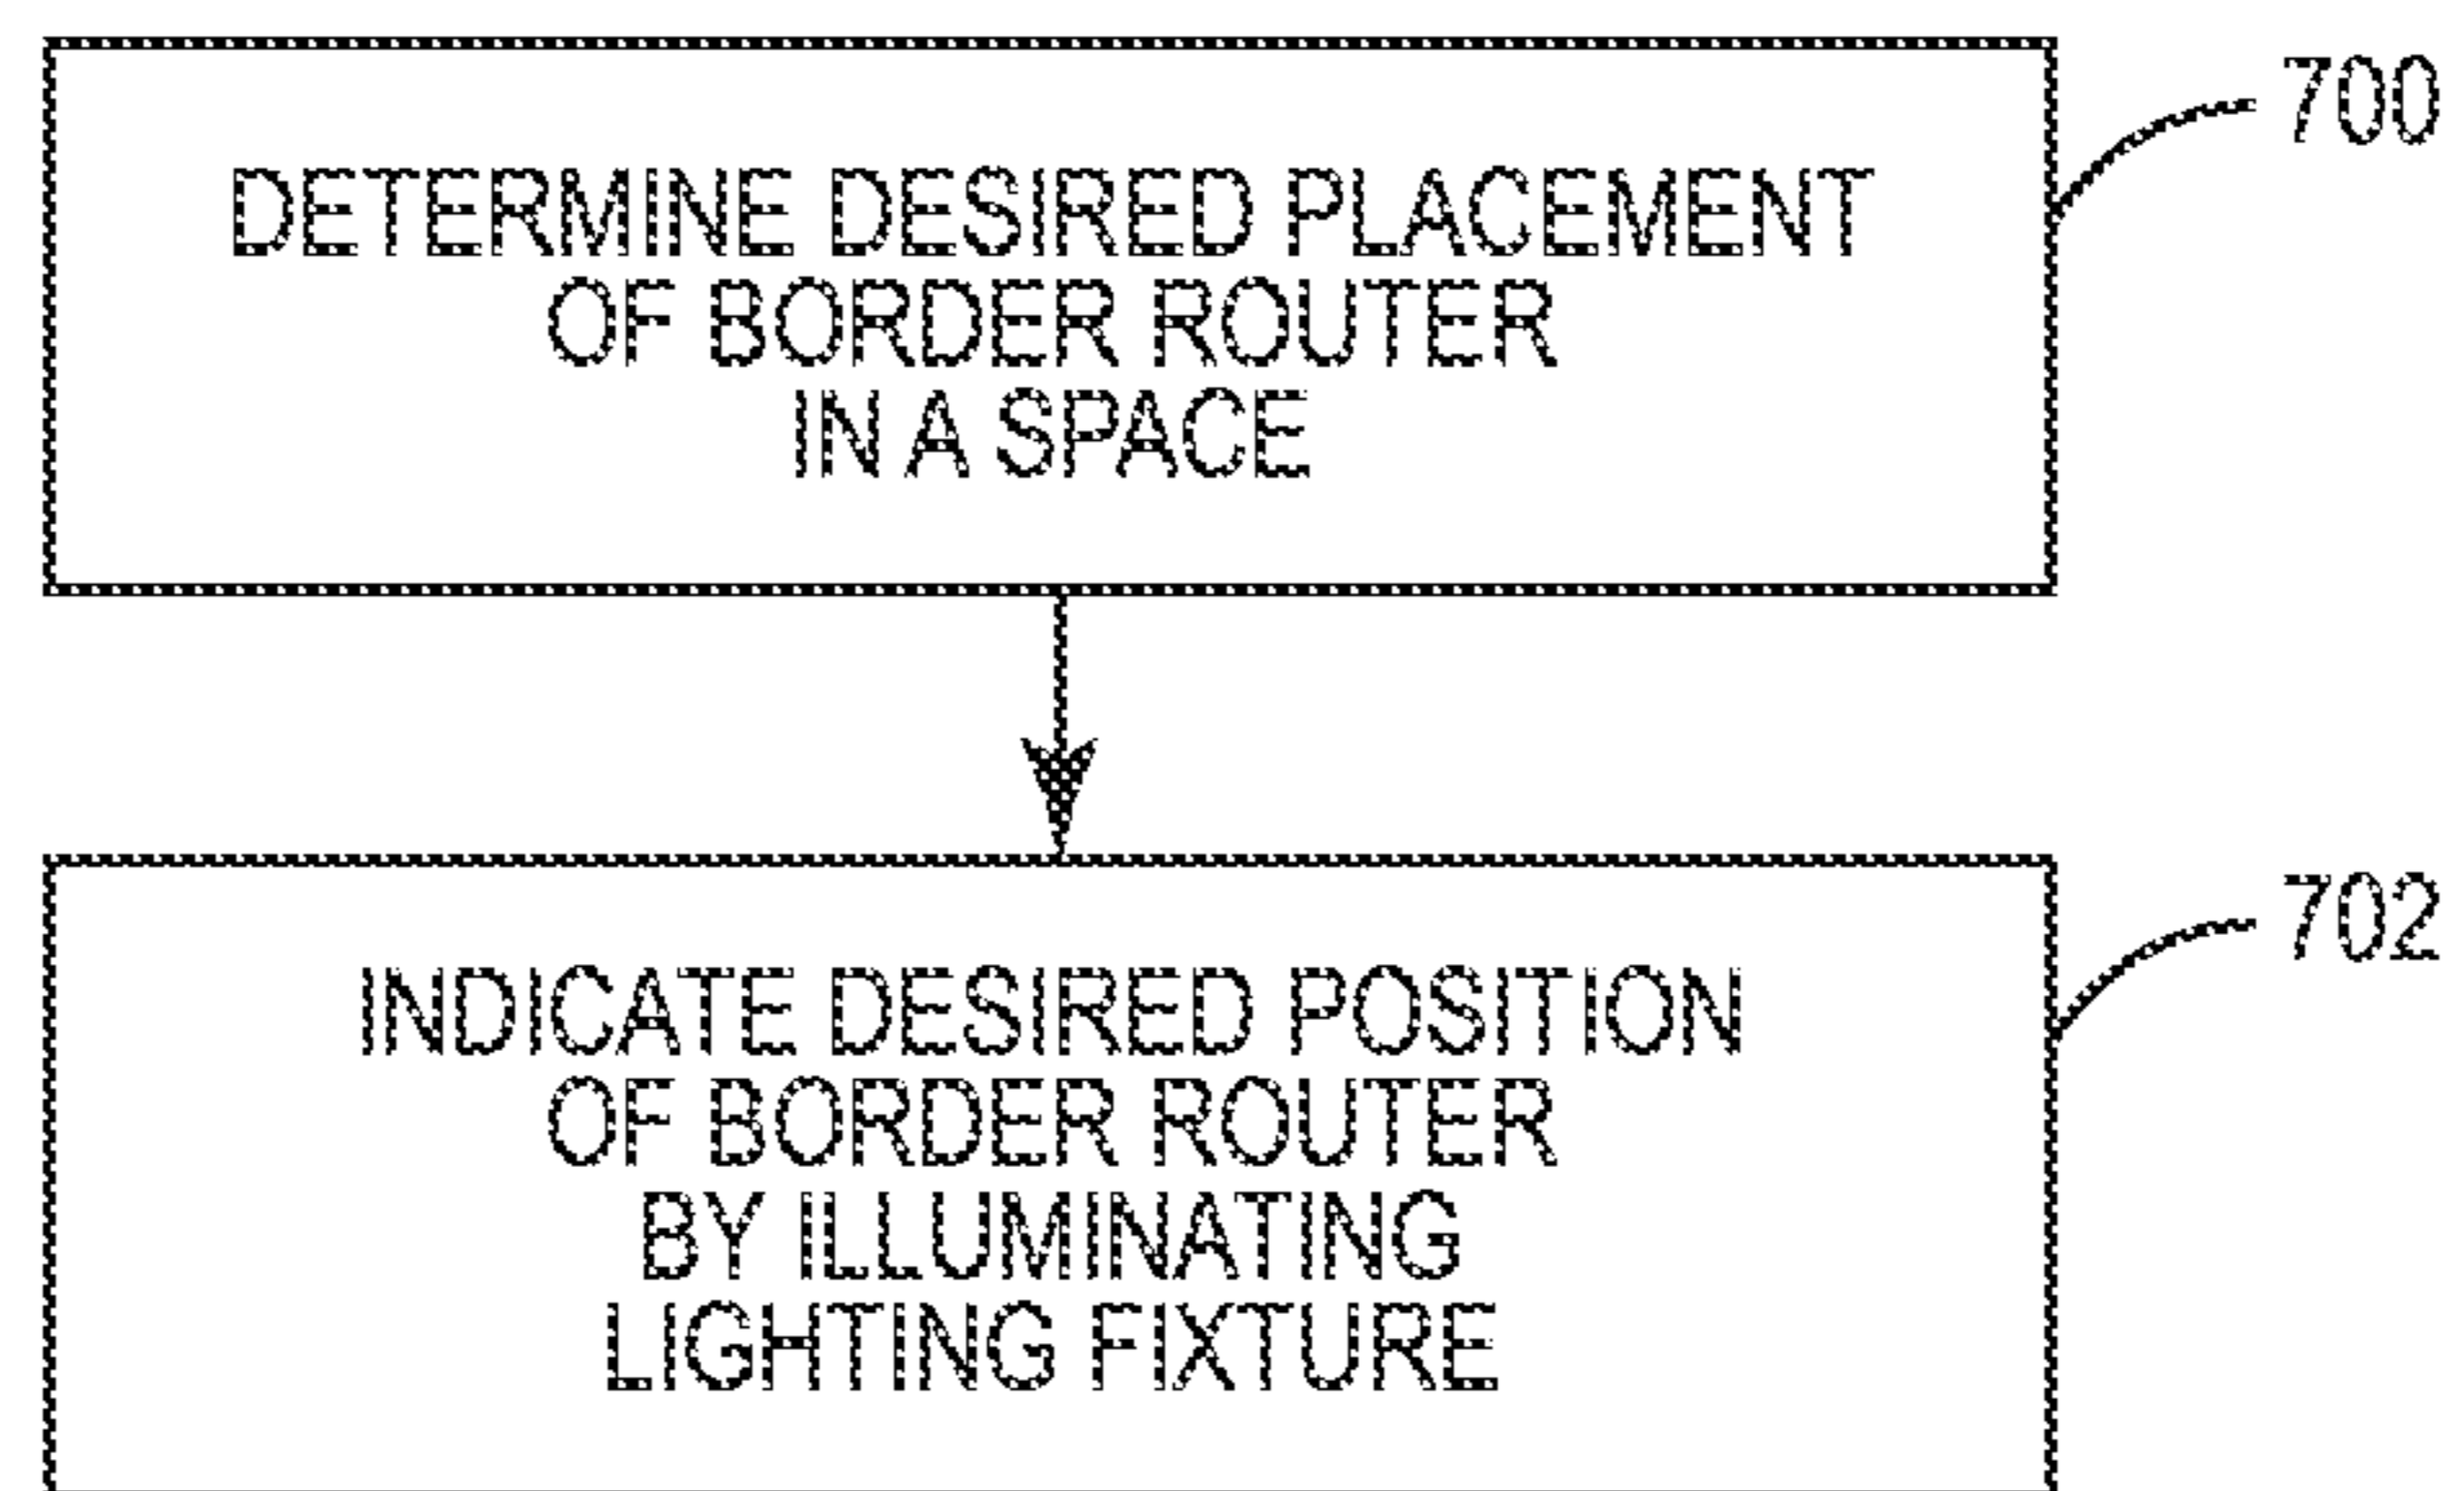 DETERMINE DESIRED PLACEMENT
OF BORDER ROUTER
IN A SPACE
700
INDICATE DESIRED POSITION
OF BORDER ROUTER
BY ILLUMINATING
LIGHTING FIXTURE
702